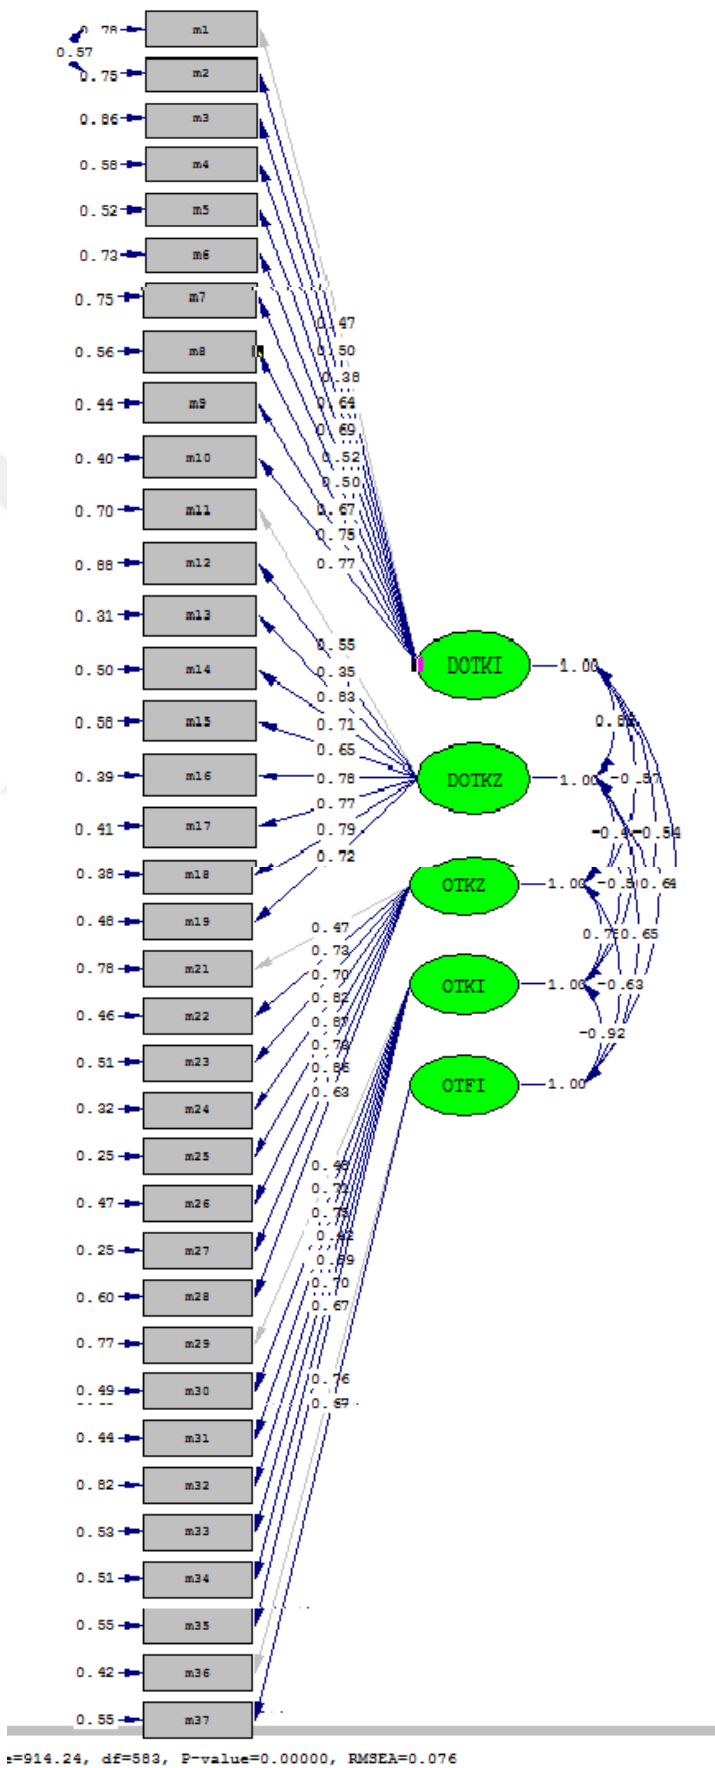 0.78 m1
0.57
0.75 m2
0.86 m3
0.58 m4
0.52 m5
0.73 m6
0.75 m7
0.56 m8
0.44 m9
0.40 m10
0.70 m11
0.88 m12
0.31 m13
0.50 m14
0.58 m15
0.39 m16
0.41 m17
0.38 m18
0.48 m19
0.78 m21
0.46 m22
0.51 m23
0.32 m24
0.25 m25
0.47 m26
0.25 m27
0.60 m28
0.77 m29
0.49 m30
0.44 m31
0.82 m32
0.53 m33
0.51 m34
0.55 m35
0.42 m36
0.55 m37
0.47
0.50
0.38
0.64
0.69
0.52
0.50
0.67
0.75
0.77
0.55
0.35
0.83
0.71
0.65
0.78
0.77
0.79
0.72
0.47
0.73
0.70
0.82
0.87
0.63
0.70
0.67
0.76
0.67
DOTKI 1.00
DOTKZ 1.00
OTKZ 1.00
OTKI 1.00
OTFI 1.00
-0.57
-0.54
0.64
0.65
-0.63
-0.92
=914.24, df=583, P-value=0.00000, RMSEA=0.076